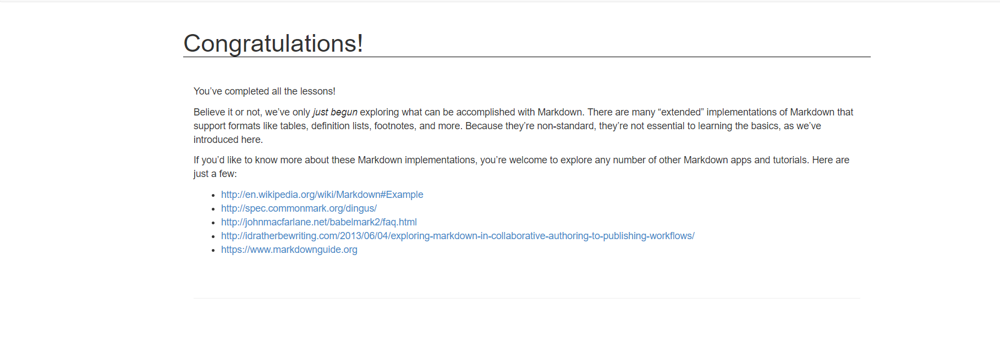 Congratulations!
You’ve completed all the lessons!
Believe it or not, we’ve only just begun exploring what can be accomplished with Markdown. There are many “extended” implementations of Markdown that
support formats like tables, definition lists, footnotes, and more. Because they’re non-standard, they’re not essential to learning the basics, as we’ve
introduced here.
If you’d like to know more about these Markdown implementations, you’re welcome to explore any number of other Markdown apps and tutorials. Here are
just a few:
• http://en.wikipedia.org/wiki/Markdown#Example
• http://spec.commonmark.org/dingus/
• http://johnmacfarlane.net/babelmark2/faq.html
• http://idratherbewriting.com/2013/06/04/exploring-markdown-in-collaborative-authoring-to-publishing-workflows/
• https://www.markdownguide.org